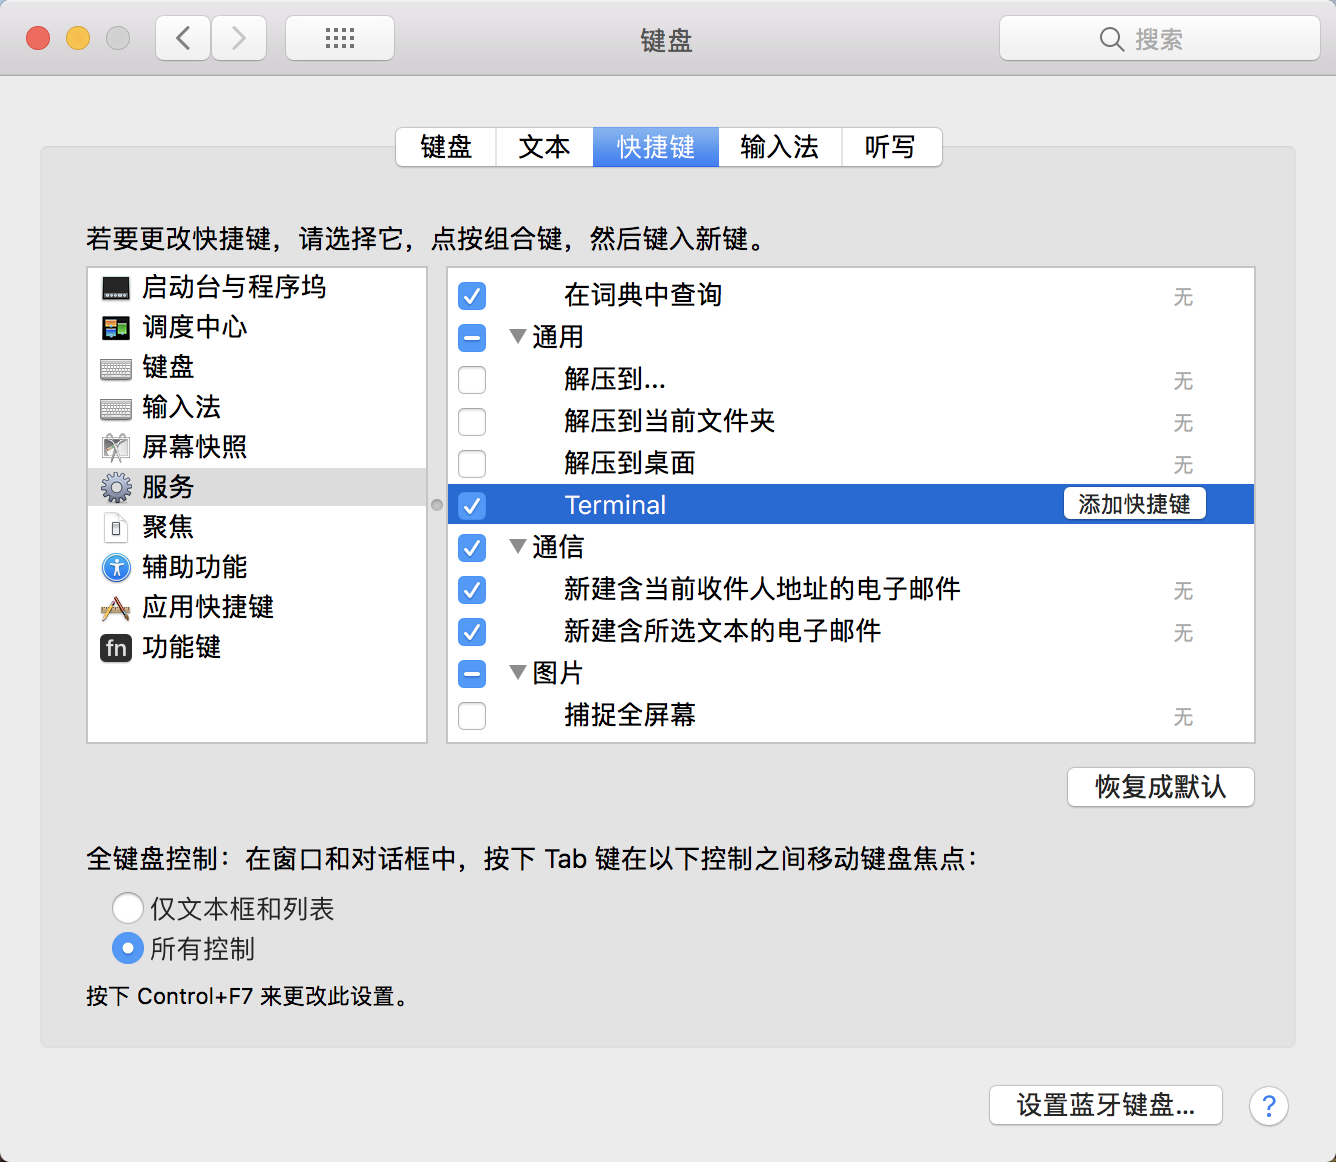 键盘
搜索
键盘 文本 快捷键 输入法 听写
若要更改快捷键，请选择它，点按组合键，然后键入新键。
启动台与程序坞
调度中心
键盘
输入法
屏幕快照
服务
聚焦
辅助功能
应用快捷键
fn 功能键
在词典中查询 无
通用
解压到... 无
解压到当前文件夹 无
解压到桌面 无
Terminal 添加快捷键
通信
新建含当前收件人地址的电子邮件 无
新建含所选文本的电子邮件 无
图片
捕捉全屏幕 无
恢复成默认
全键盘控制：在窗口和对话框中，按下 Tab 键在以下控制之间移动键盘焦点：
仅文本框和列表
所有控制
按下 Control+F7 来更改此设置。
设置蓝牙键盘... ?